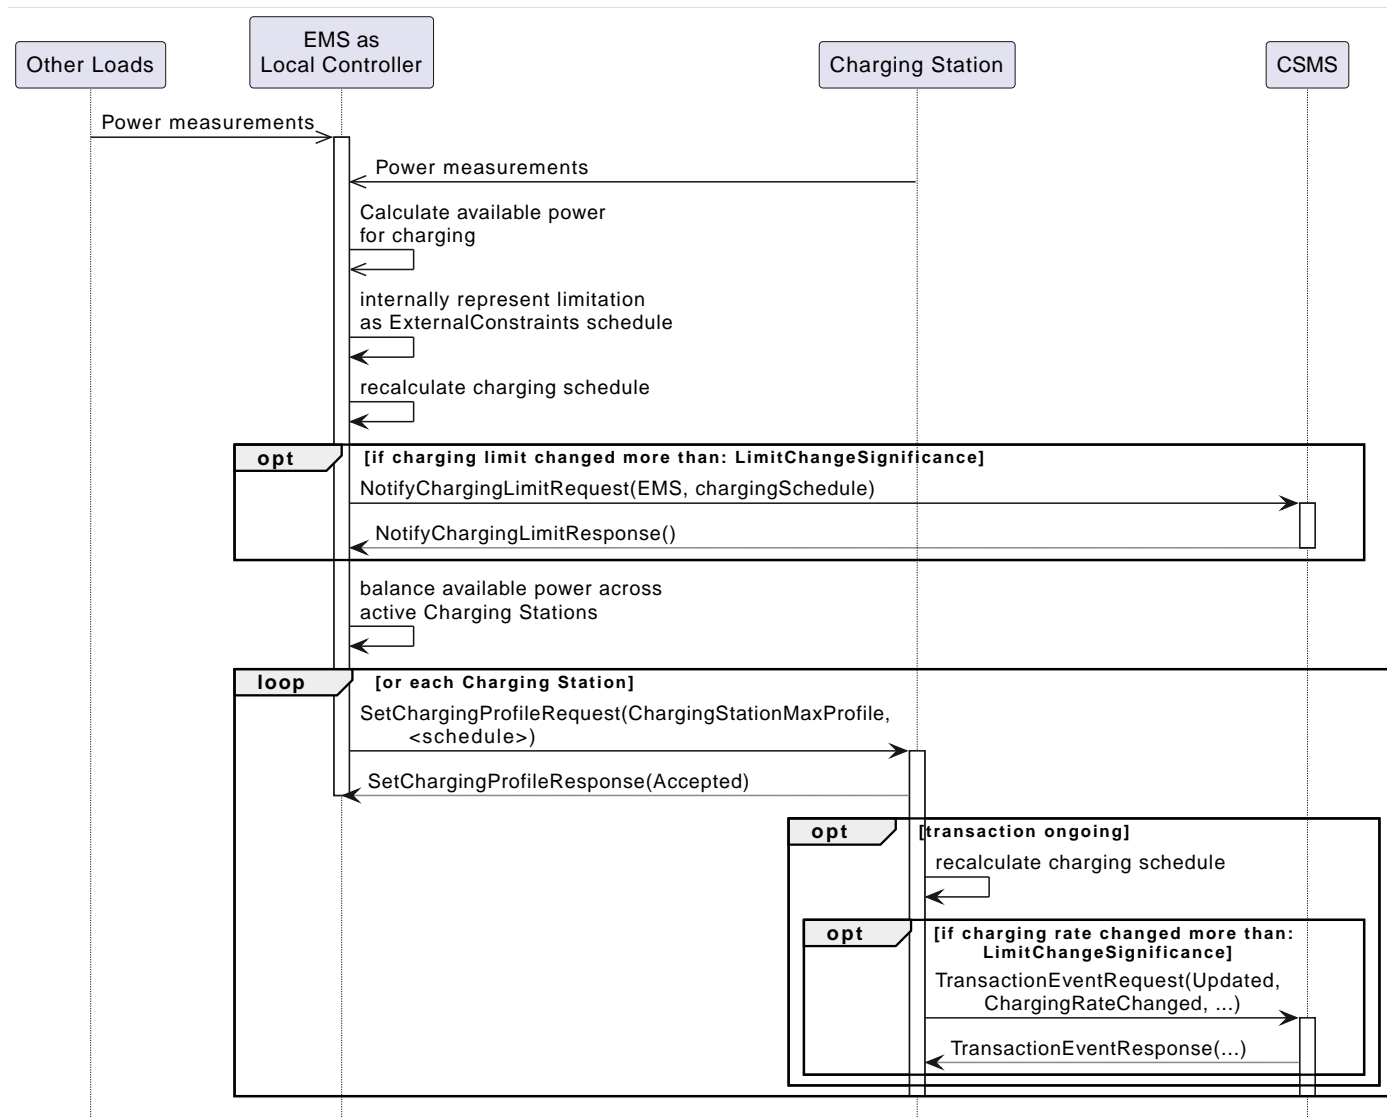 EMS as
Local Controller
Other Loads
Charging Station
CSMS
Power measurements
Power measurements
Calculate available power
for charging
internally represent limitation
as ExternalConstraints schedule
recalculate charging schedule
opt
[if charging limit changed more than: LimitChangeSignificance]
NotifyChargingLimitRequest(EMS, chargingSchedule)
NotifyChargingLimitResponse()
balance available power across
active Charging Stations
loop
[or each Charging Station]
SetChargingProfileRequest(ChargingStationMaxProfile,
<schedule>)
SetChargingProfileResponse(Accepted)
opt
[transaction ongoing]
recalculate charging schedule
opt
[if charging rate changed more than:
LimitChangeSignificance]
TransactionEventRequest(Updated,
ChargingRateChanged, ...)
TransactionEventResponse(...)